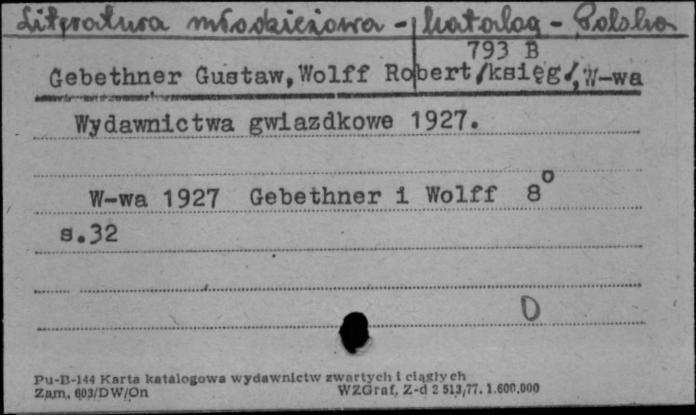 Literatura młodzieżowa - katalog - Polska
793 B
Gebethner Gustaw, Wolff Robert /księg/, W-wa
Wydawnictwa gwiazdkowe 1927.
W-wa 1927 Gebethner i Wolff 8°
s.32
D
Pu-B-144 Karta katalogowa wydawnictw zwartych i ciągłych
Zam. 603/DW/On WZGraf. Z-d 2 513/77. 1.600.000